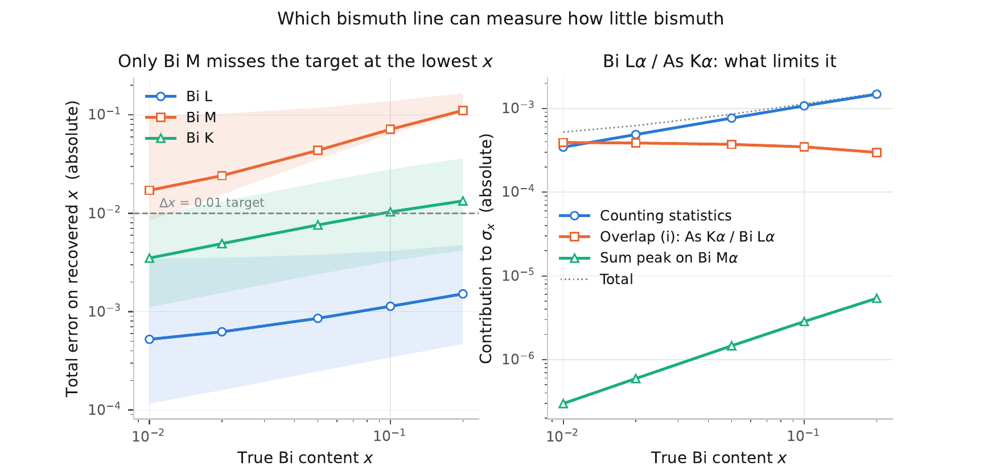 Which bismuth line can measure how little bismuth
Only Bi M misses the target at the lowest x
Total error on recovered x (absolute)
10⁻¹
10⁻²
10⁻³
10⁻⁴
Bi L
Bi M
Bi K
Δx = 0.01 target
10⁻²
10⁻¹
True Bi content x
Bi Lα / As Kα: what limits it
Contribution to σₓ (absolute)
10⁻³
10⁻⁴
10⁻⁵
10⁻⁶
Counting statistics
Overlap (i): As Kα / Bi Lα
Sum peak on Bi Mα
Total
10⁻²
10⁻¹
True Bi content x